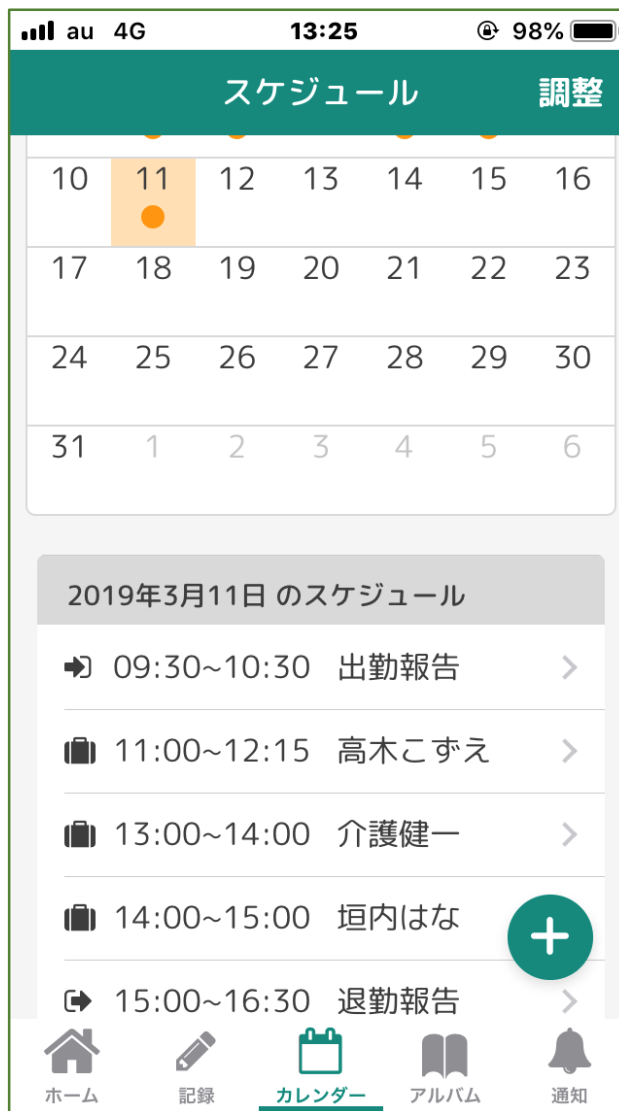 au 4G 13:25 98%
スケジュール 調整
10 11 12 13 14 15 16
17 18 19 20 21 22 23
24 25 26 27 28 29 30
31 1 2 3 4 5 6
2019年3月11日 のスケジュール
09:30~10:30 出勤報告
11:00~12:15 高木こずえ
13:00~14:00 介護健一
14:00~15:00 垣内はな
15:00~16:30 退勤報告
ホーム 記録 カレンダー アルバム 通知